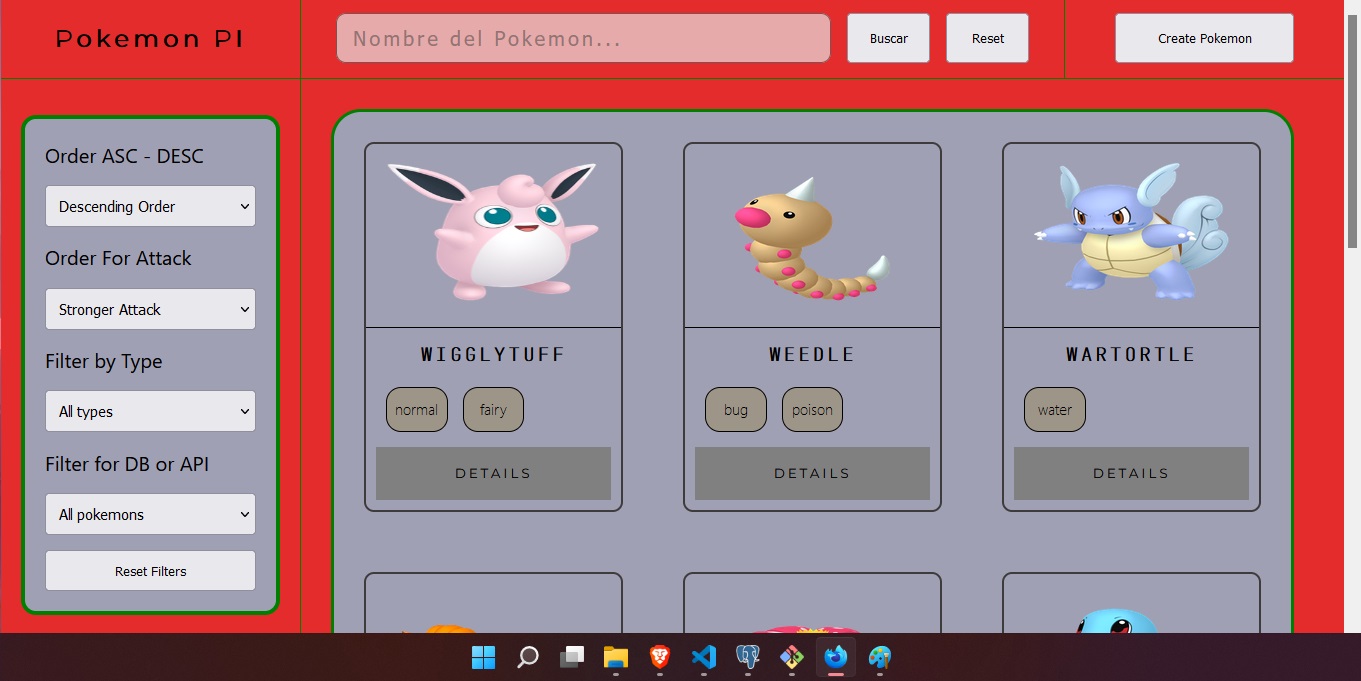 Pokemon PI
Nombre del Pokemon...
Buscar
Reset
Create Pokemon
Order ASC - DESC
Descending Order
Order For Attack
Stronger Attack
Filter by Type
All types
Filter for DB or API
All pokemons
Reset Filters
WIGGLYTUFF
normal
fairy
DETAILS
WEEDLE
bug
poison
DETAILS
WARTORTLE
water
DETAILS